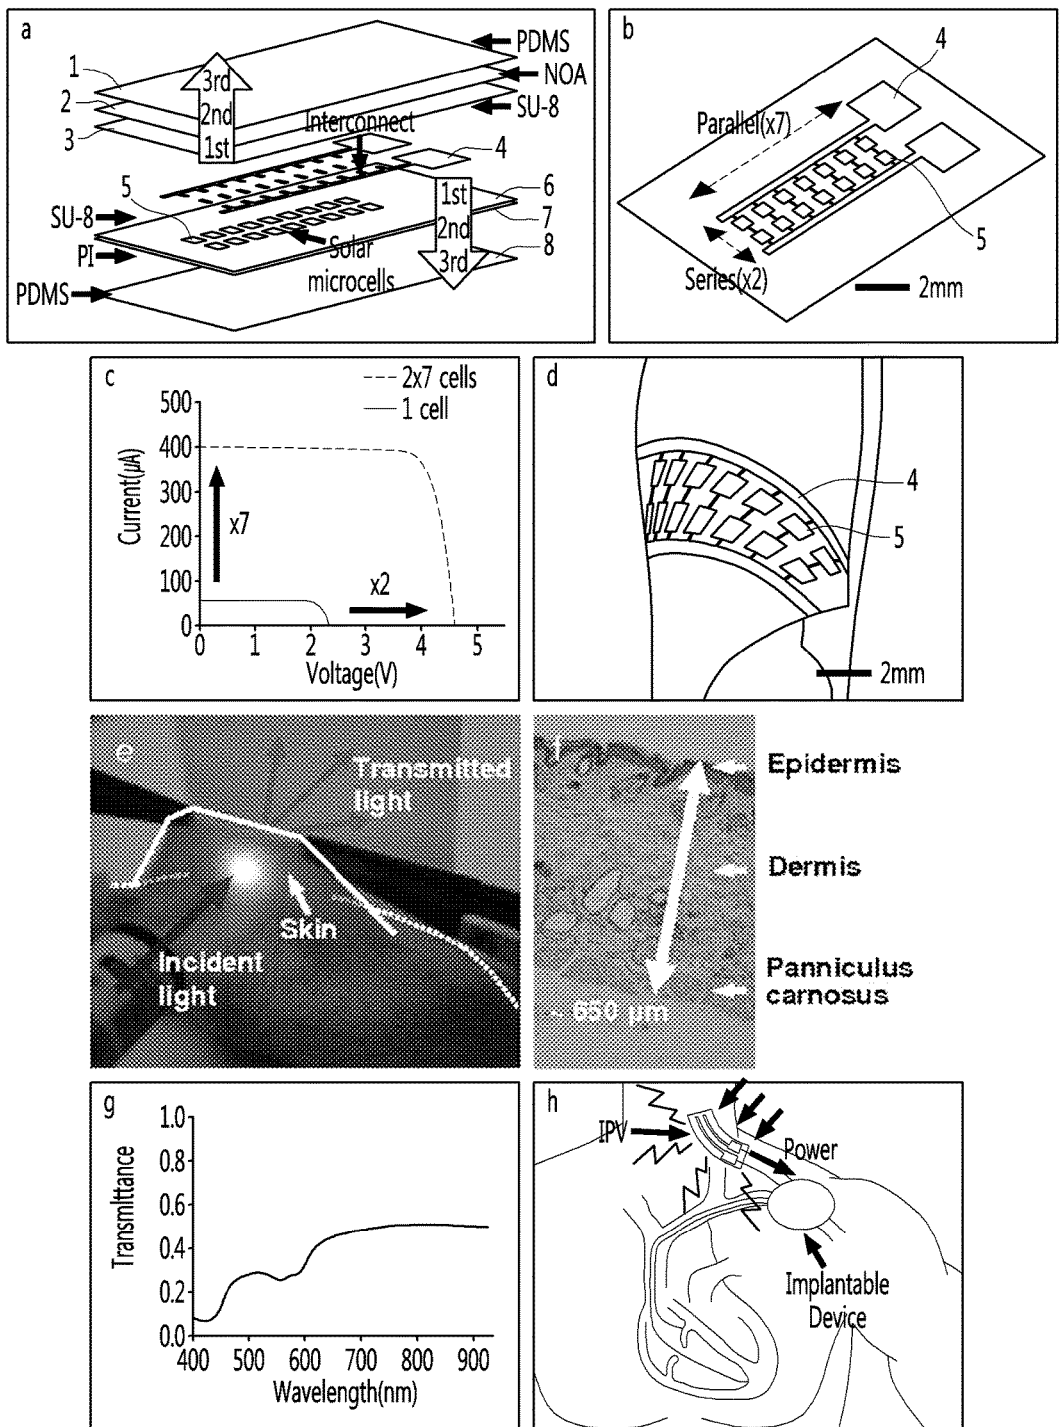 a
PDMS
NOA
SU-8
1
2
3
3rd
2nd
1st
Interconnect
4
5
6
7
8
SU-8
PI
PDMS
1st
2nd
3rd
Solar
microcells
b
4
Parallel(x7)
5
Series(x2)
2mm
c
2x7 cells
1 cell
500
400
300
200
100
0
Current(μA)
x7
x2
0 1 2 3 4 5
Voltage(V)
d
4
5
2mm
e
Transmitted
light
Skin
Incident
light
Epidermis
Dermis
Panniculus
carnosus
~ 650 μm
g
1.0
0.8
0.6
0.4
0.2
0.0
Transmittance
400 500 600 700 800 900
Wavelength(nm)
h
IPV
Power
Implantable
Device